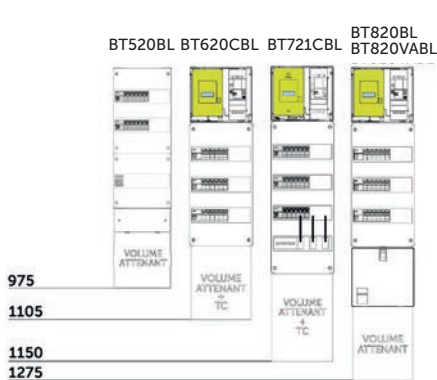 BT520BL BT620CBL BT721CBL BT820BL
BT820VABL
VOLUME
ATTENANT
VOLUME
ATTENANT
+
TC
VOLUME
ATTENANT
+
TC
VOLUME
ATTENANT
975
1105
1150
1275